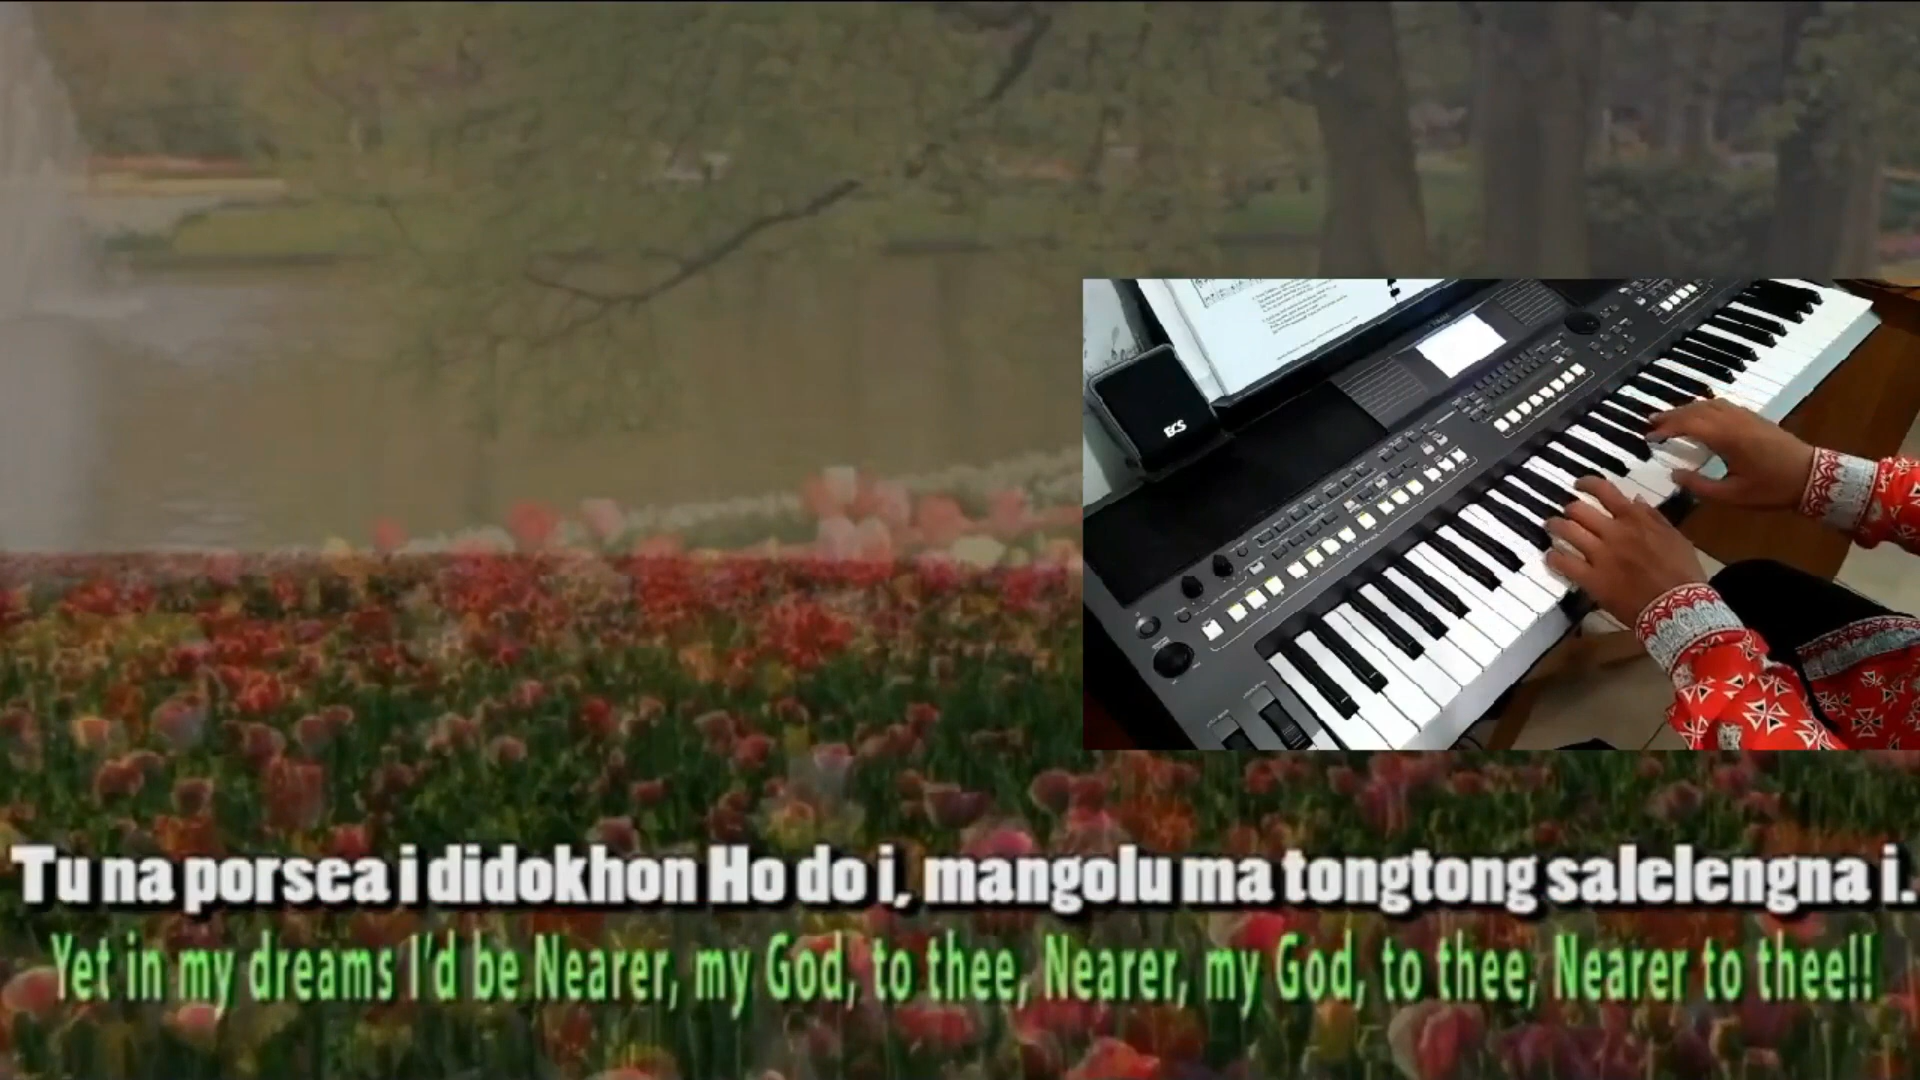 ECS
Tu na porsea i didokhon Ho do i, mangolu ma tongtong salelengna i.
Yet in my dreams I'd be Nearer, my God, to thee, Nearer, my God, to thee, Nearer to thee!!